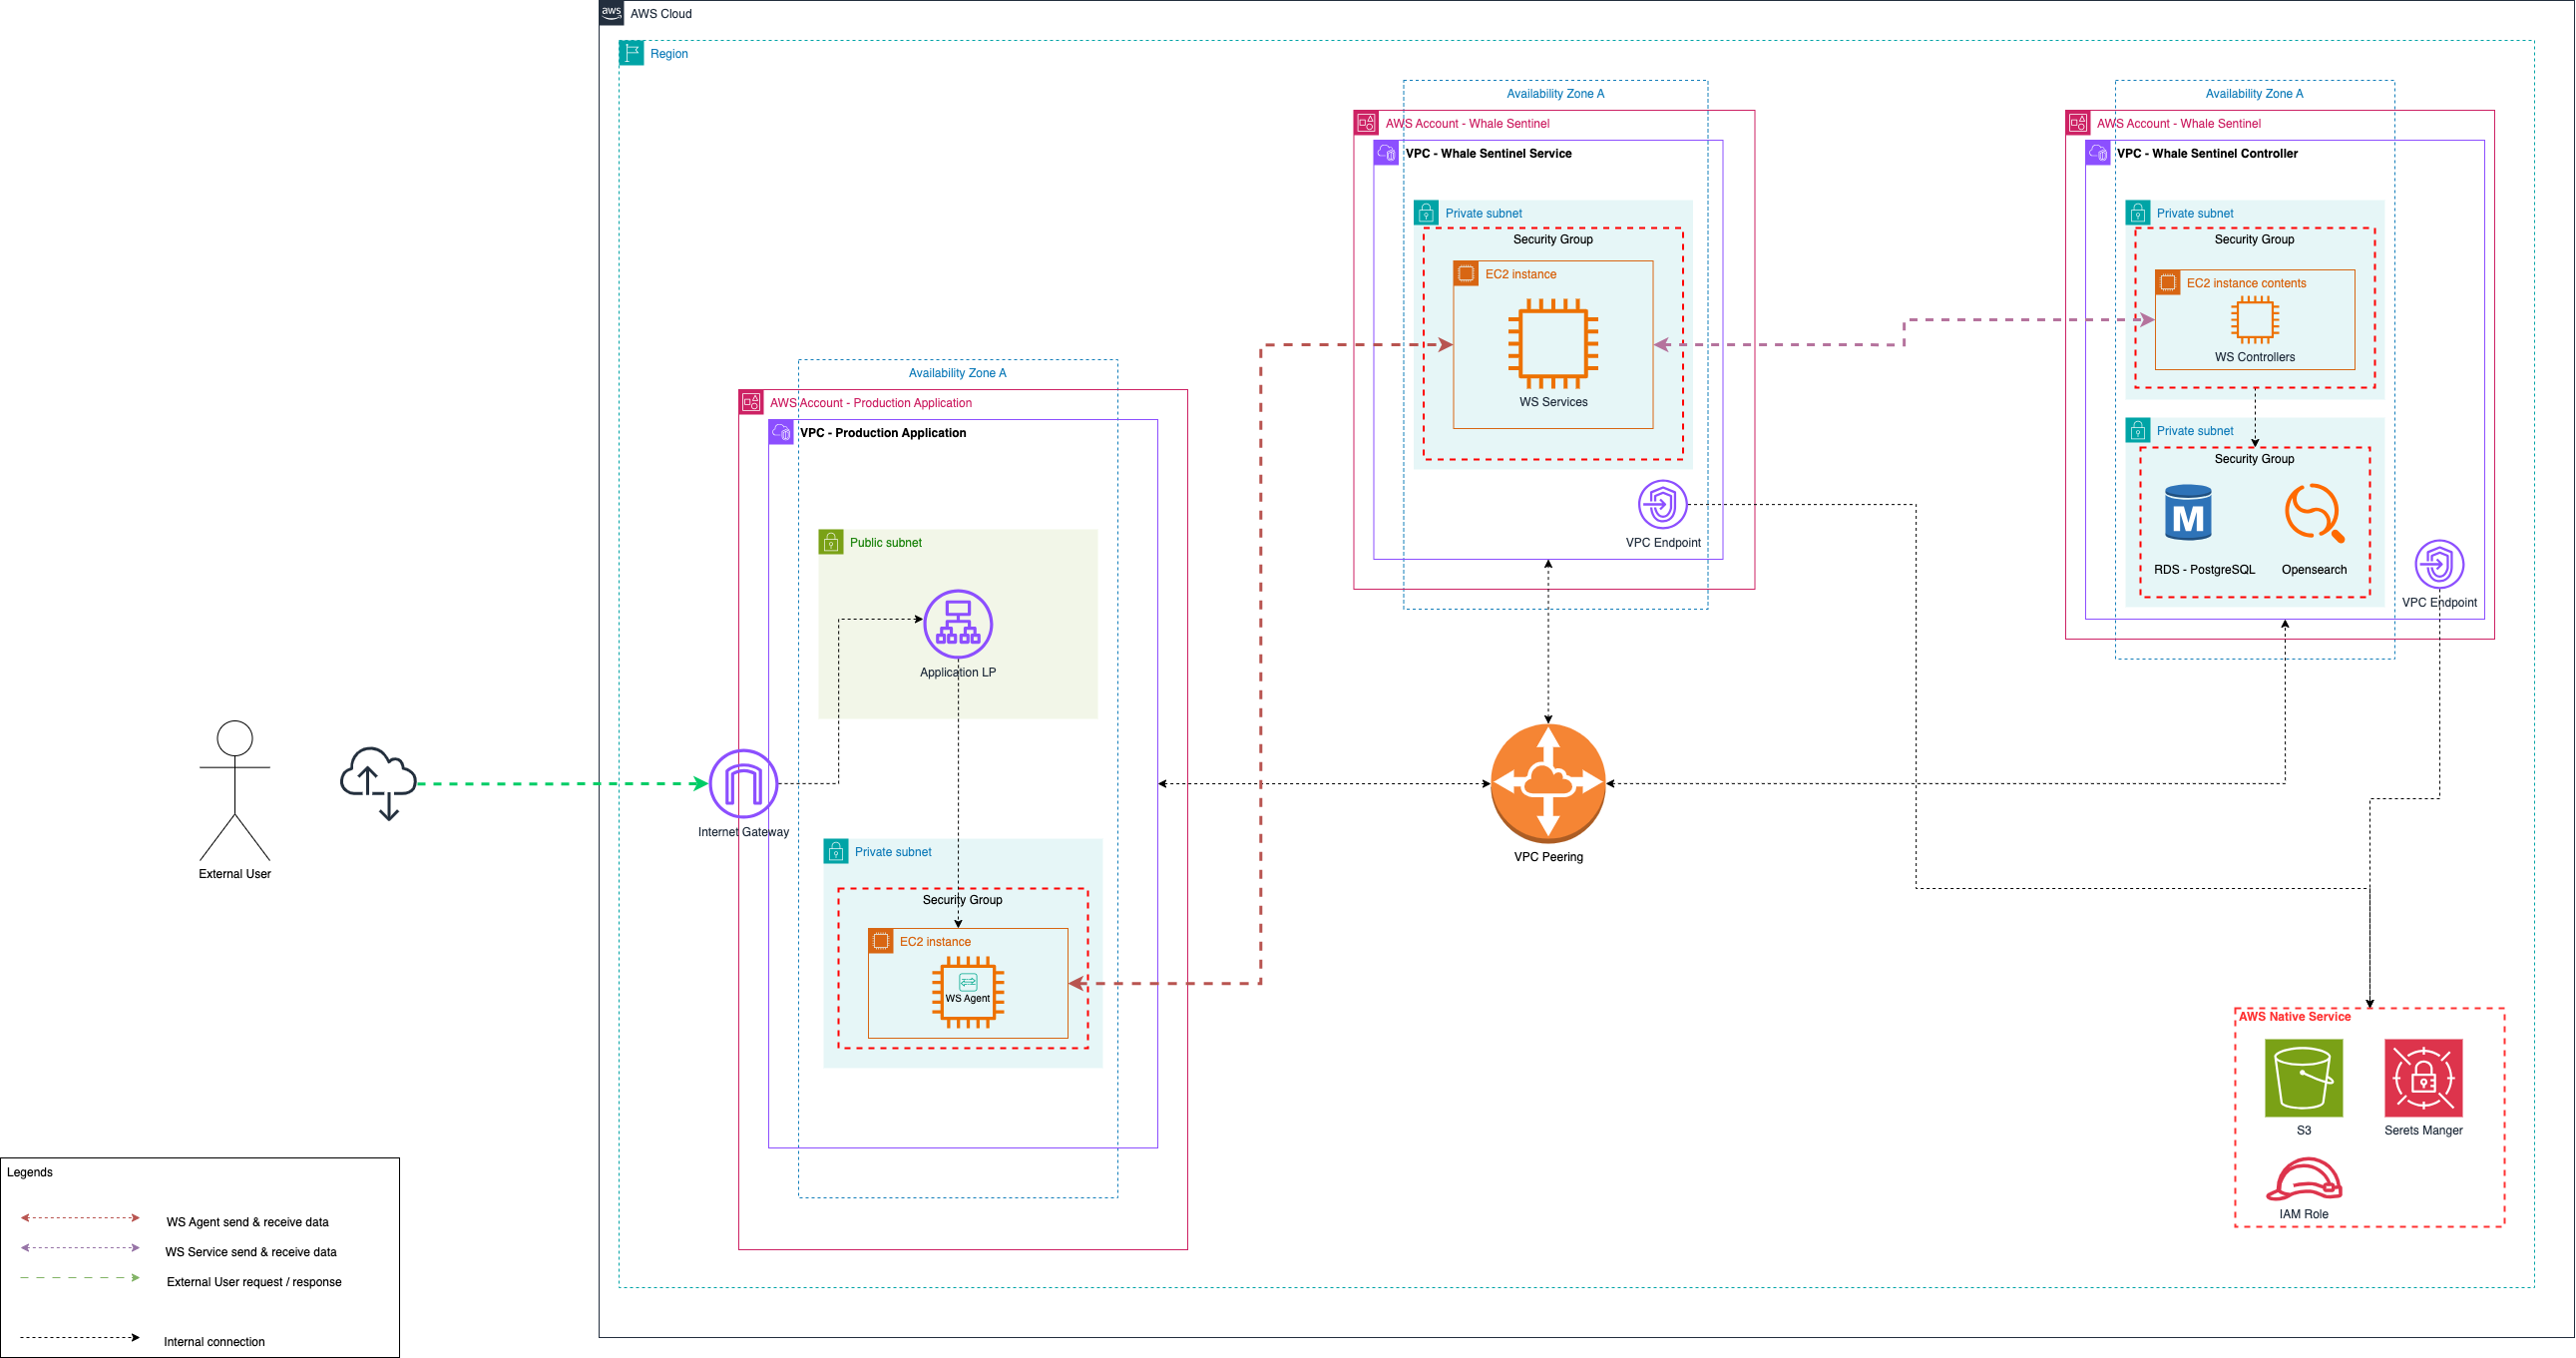 aws
AWS Cloud
Region
Availability Zone A
AWS Account - Whale Sentinel
VPC - Whale Sentinel Service
Private subnet
Security Group
EC2 instance
WS Services
VPC Endpoint
Availability Zone A
AWS Account - Whale Sentinel
VPC - Whale Sentinel Controller
Private subnet
Security Group
EC2 instance contents
WS Controllers
Private subnet
Security Group
M
RDS - PostgreSQL
Opensearch
VPC Endpoint
Availability Zone A
AWS Account - Production Application
VPC - Production Application
Public subnet
Application LP
Internet Gateway
External User
Private subnet
Security Group
EC2 instance
WS Agent
VPC Peering
AWS Native Service
S3
Serets Manger
IAM Role
Legends
WS Agent send & receive data
WS Service send & receive data
External User request / response
Internal connection